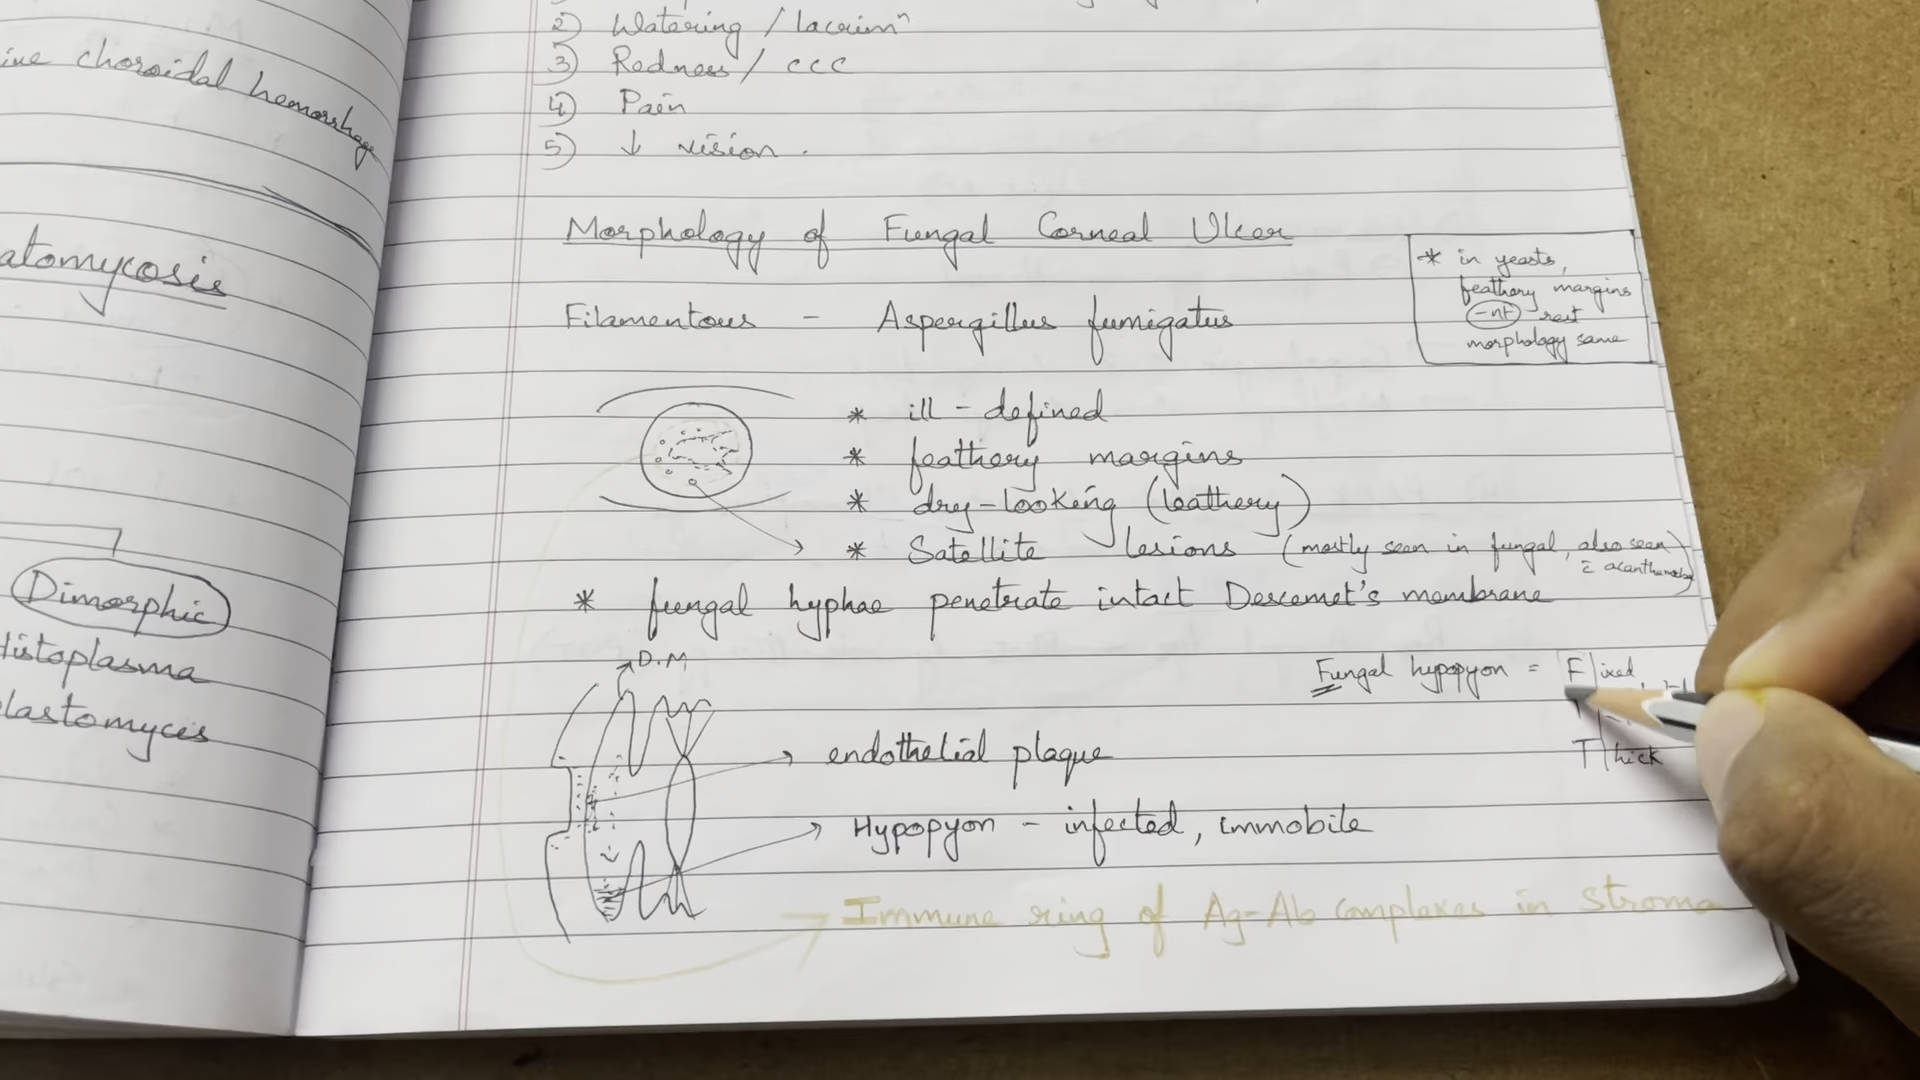 ine choroidal hemorrhage
atomycosis
Dimorphic
Histoplasma
lastomyces
2) Watering / lacrimⁿ
3) Redness / CCC
4) Pain
5) ↓ vision.
Morphology of Fungal Corneal Ulcer
* in yeasts,
feathery margins
-nt rest
morphology same
Filamentous - Aspergillus fumigatus
* ill-defined
* feathery margins
* dry-looking (leathery)
* Satellite lesions (mostly seen in fungal, also seen
* fungal hyphae penetrate intact Descemet's membrane
D.M
Fungal hypopyon = F ixed
T hick
endothelial plaque
Hypopyon - infected, immobile
Immune ring of Ag-Ab complexes in stroma